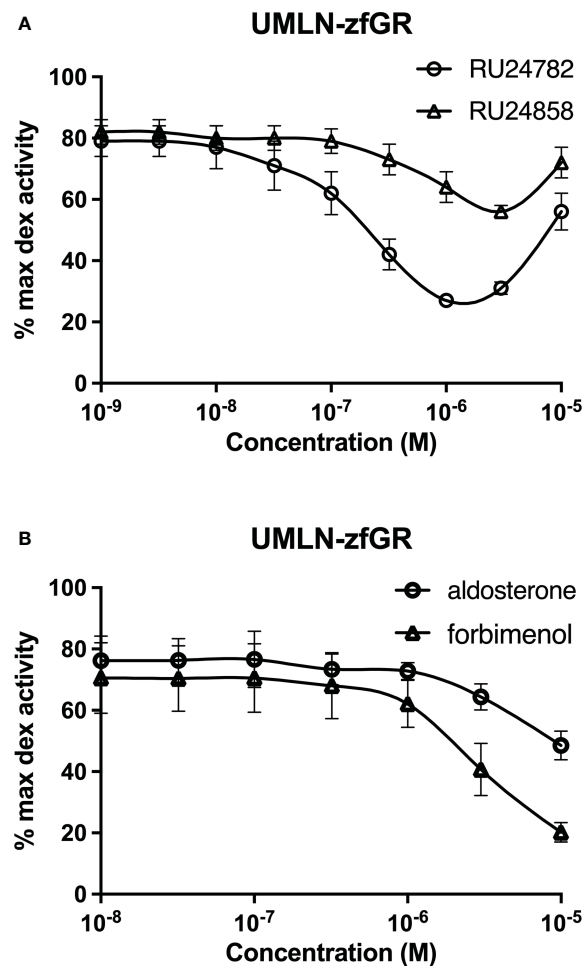 A
UMLN-zfGR
RU24782
RU24858
100
80
60
40
20
0
% max dex activity
10-9 10-8 10-7 10-6 10-5
Concentration (M)
B
UMLN-zfGR
aldosterone
forbimenol
100
80
60
40
20
0
% max dex activity
10-8 10-7 10-6 10-5
Concentration (M)